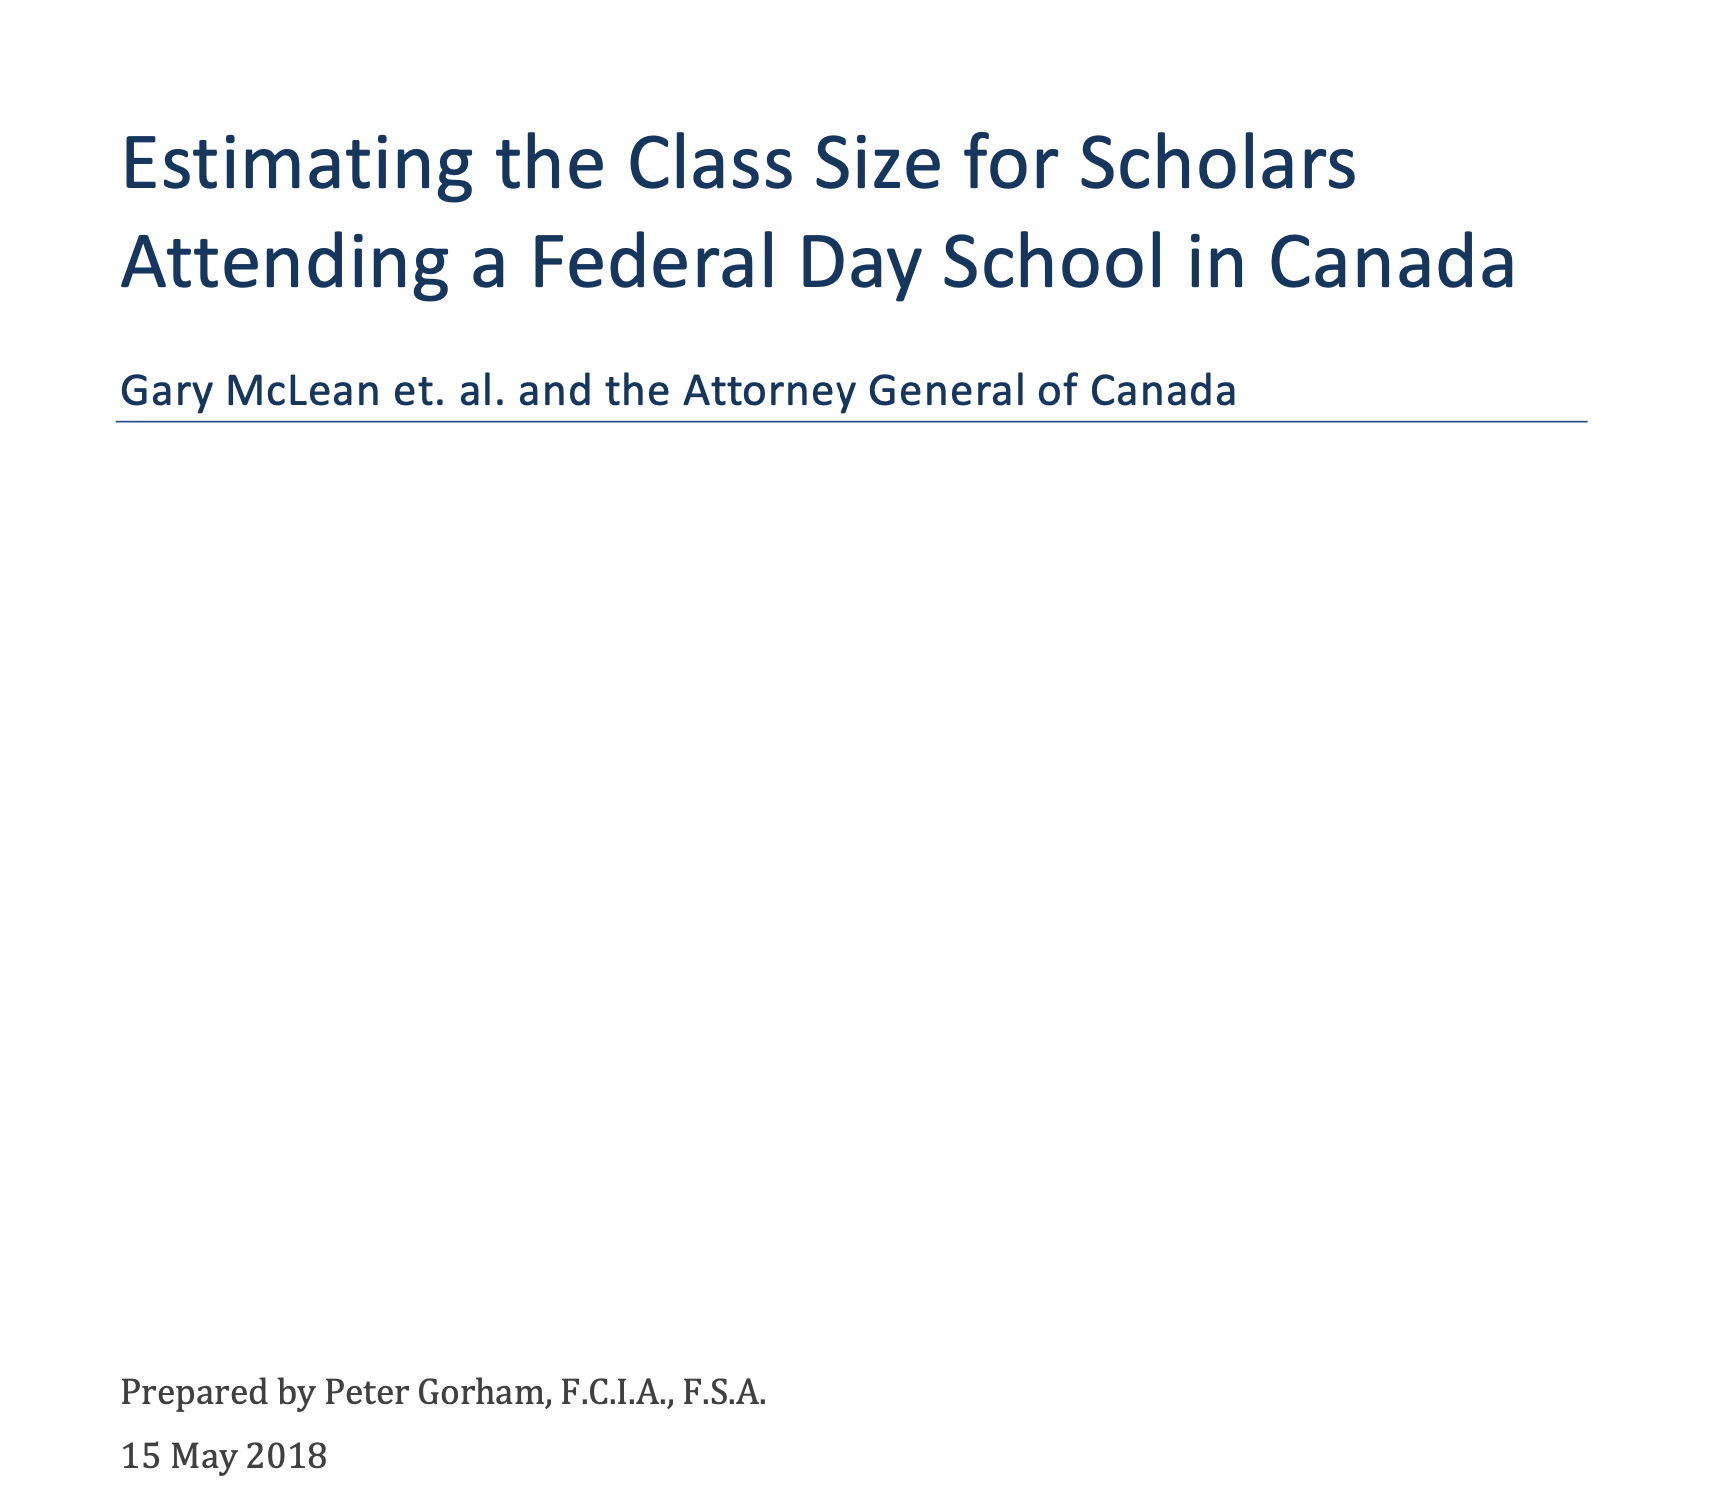 Estimating the Class Size for Scholars
Attending a Federal Day School in Canada
Gary McLean et. al. and the Attorney General of Canada
Prepared by Peter Gorham, F.C.I.A., F.S.A.
15 May 2018